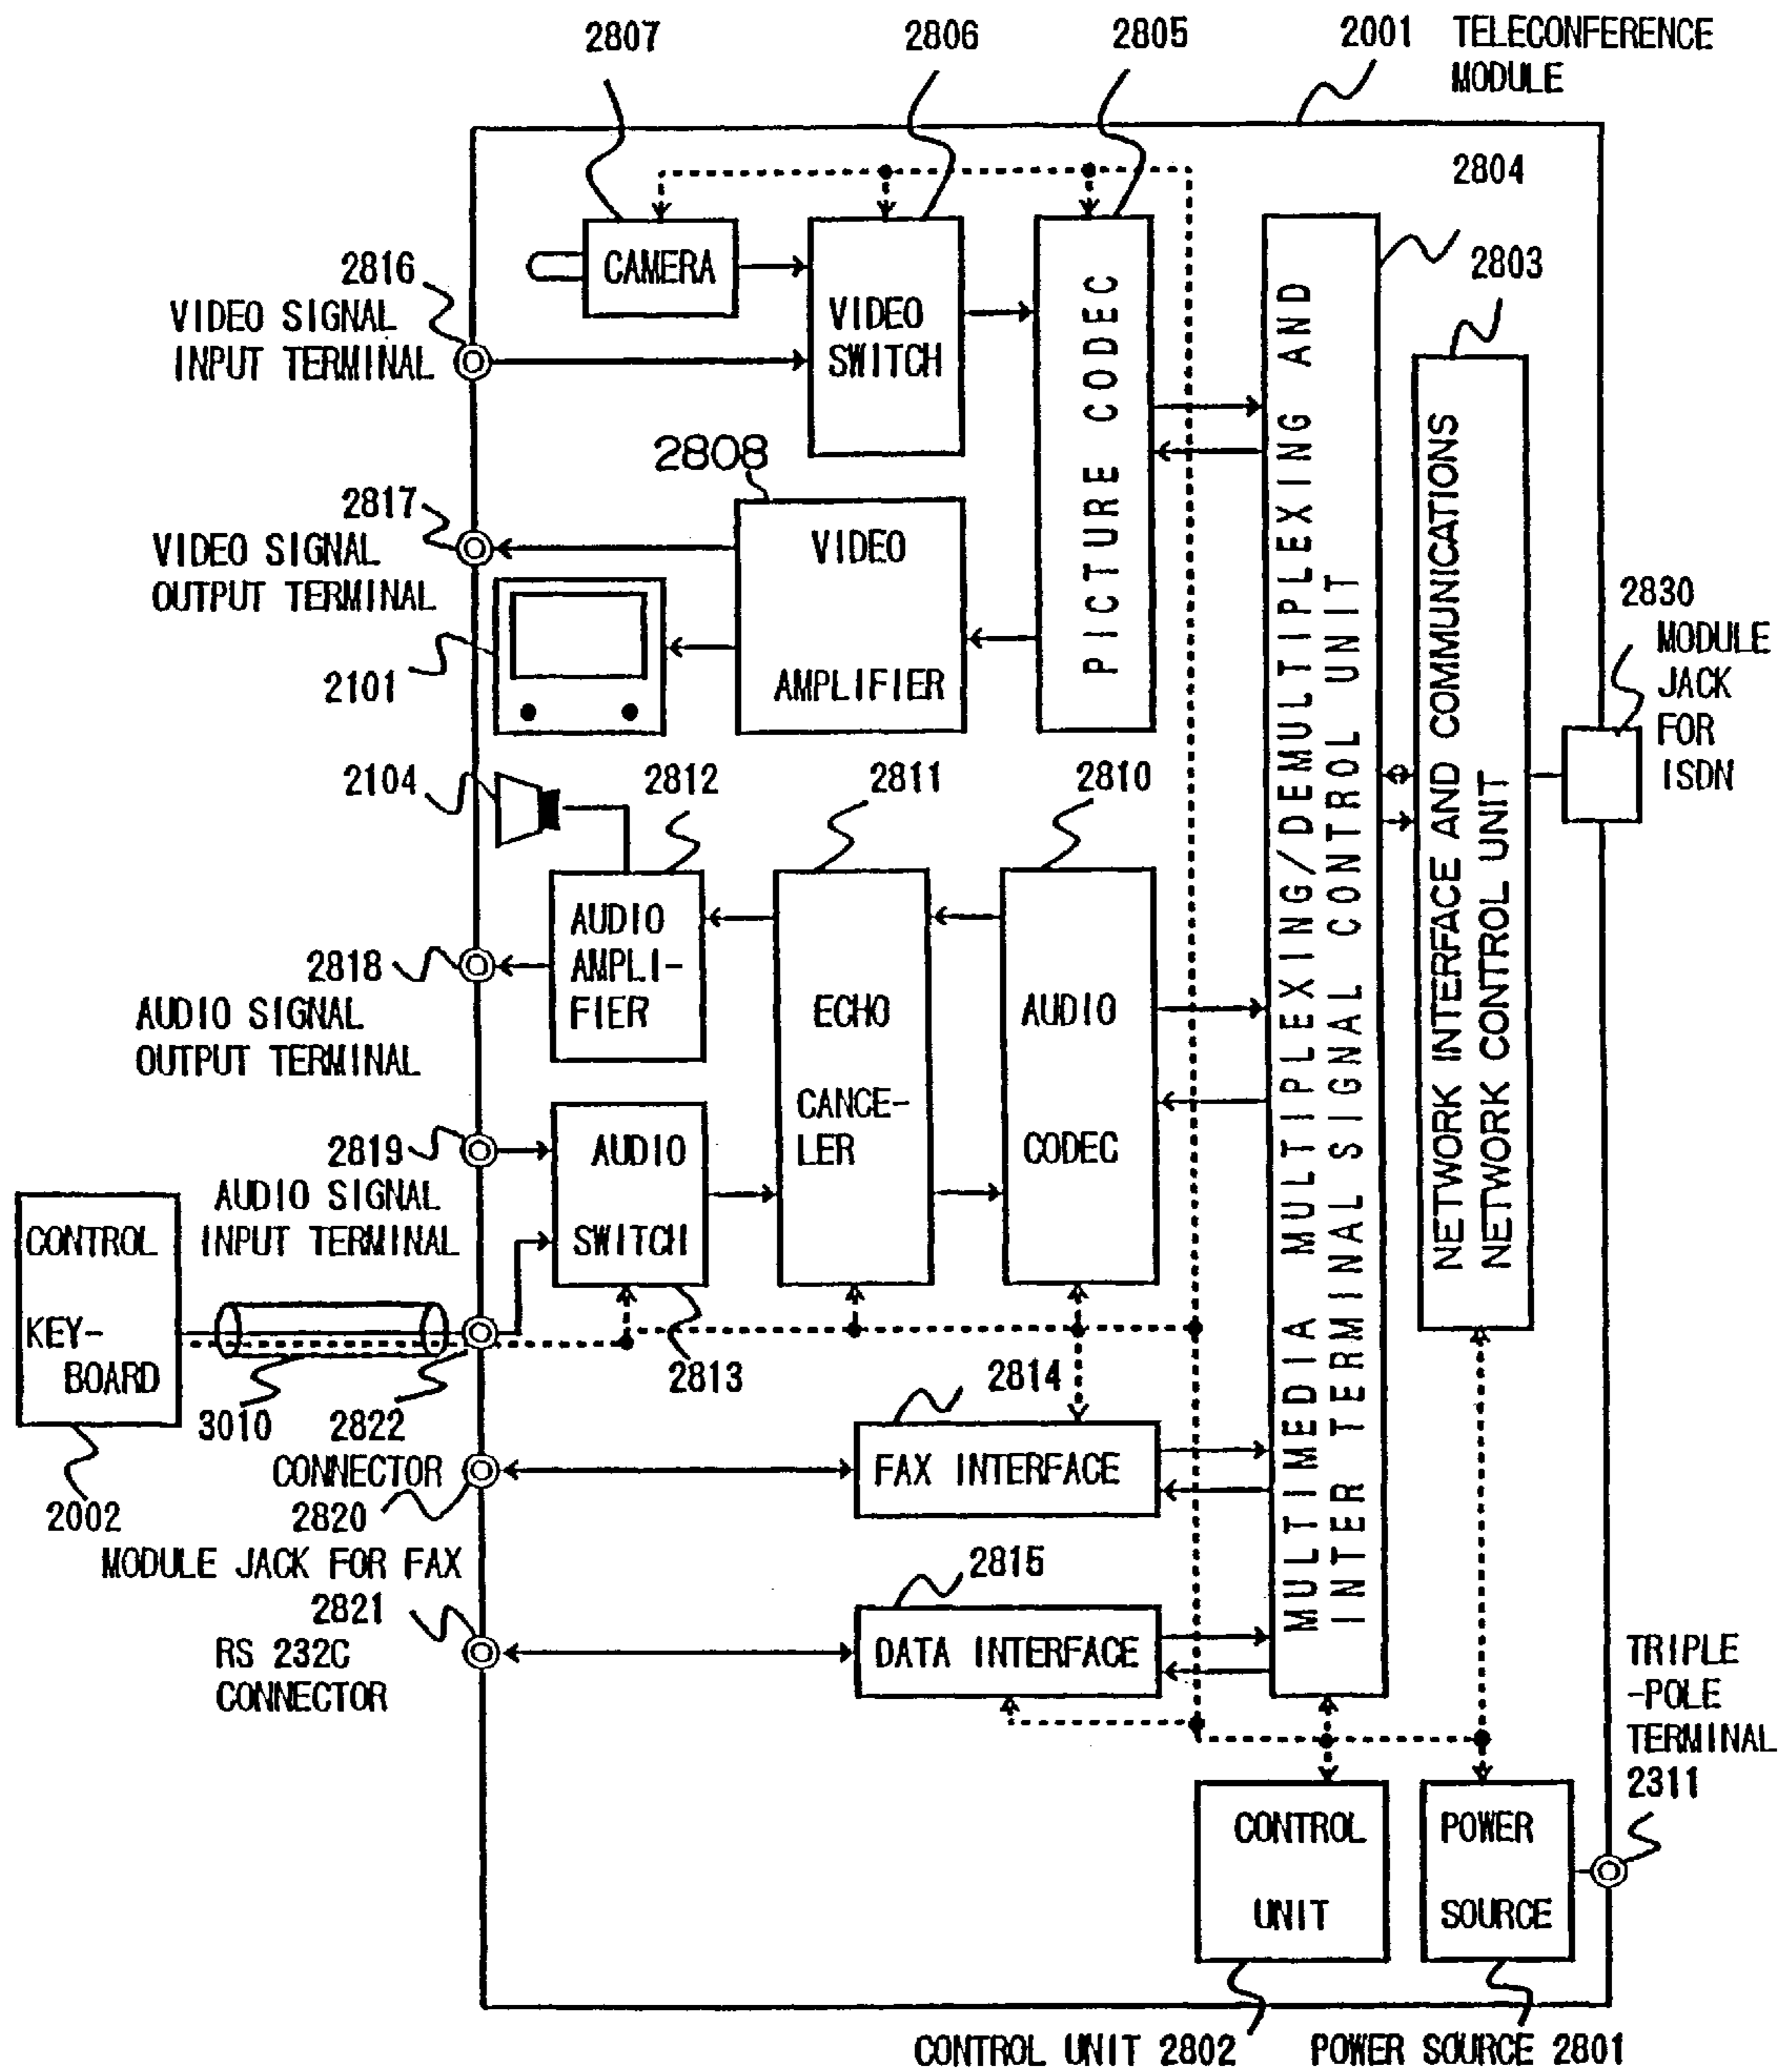 2807
2806
2805
2001 TELECONFERENCE
MODULE
2804
2803
2816
VIDEO SIGNAL
INPUT TERMINAL
CAMERA
VIDEO
SWITCH
PICTURE CODEC
MULTIMEDIA MULTIPLEXING/DEMULTIPLEXING AND
INTER TERMINAL SIGNAL CONTROL UNIT
NETWORK INTERFACE AND COMMUNICATIONS
NETWORK CONTROL UNIT
2808
2817
VIDEO SIGNAL
OUTPUT TERMINAL
VIDEO
AMPLIFIER
2101
2830
MODULE
JACK
FOR
ISDN
2104
2812
2811
2810
AUDIO
AMPLI-
FIER
ECHO
CANCE-
LER
AUDIO
CODEC
2818
AUDIO SIGNAL
OUTPUT TERMINAL
2819
AUDIO SIGNAL
INPUT TERMINAL
AUDIO
SWITCH
CONTROL
KEY-
BOARD
2813
2814
3010
2822
CONNECTOR
FAX INTERFACE
2002
2820
MODULE JACK FOR FAX
2815
2821
RS 232C
CONNECTOR
DATA INTERFACE
TRIPLE
-POLE
TERMINAL
2311
CONTROL
UNIT
POWER
SOURCE
CONTROL UNIT 2802
POWER SOURCE 2801